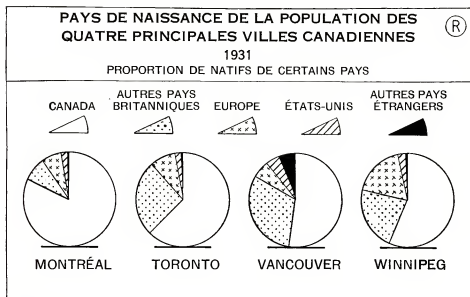 PAYS DE NAISSANCE DE LA POPULATION DES
QUATRE PRINCIPALES VILLES CANADIENNES
R
1931
PROPORTION DE NATIFS DE CERTAINS PAYS
CANADA
AUTRES PAYS
BRITANNIQUES
EUROPE
ÉTATS-UNIS
AUTRES PAYS
ÉTRANGERS
MONTRÉAL
TORONTO
VANCOUVER
WINNIPEG